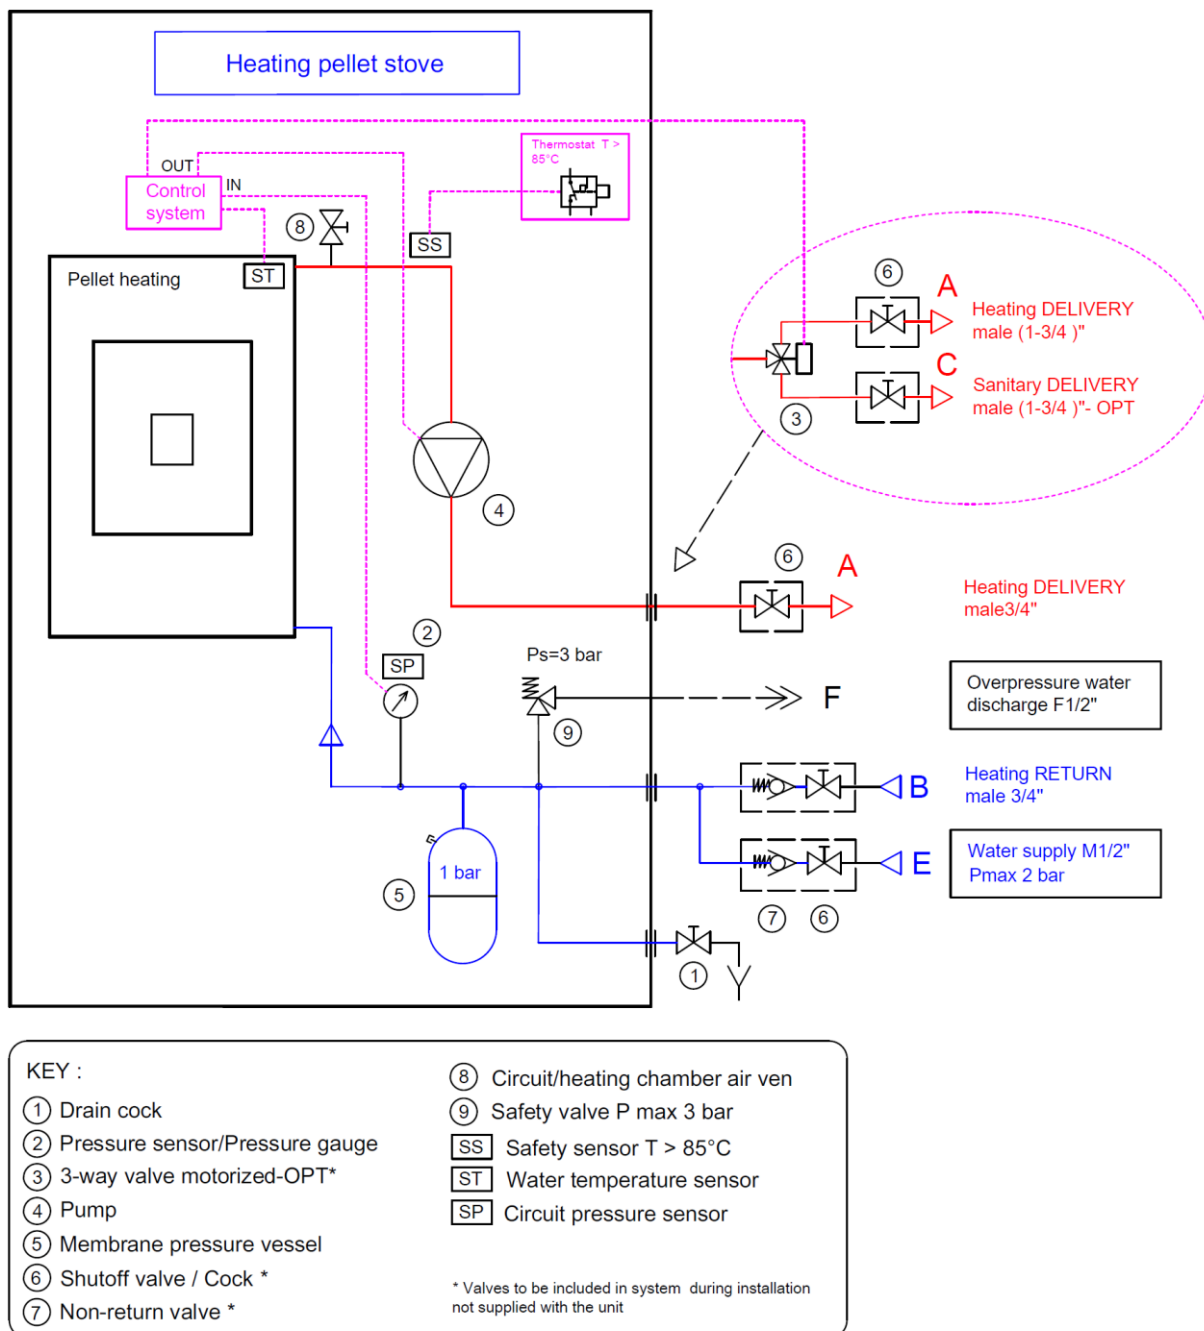 Heating pellet stove
Thermostat T >
85°C
OUT
IN
Control
system
8
SS
ST
Pellet heating
6
A
Heating DELIVERY
male (1-3/4 )"
C
Sanitary DELIVERY
male (1-3/4 )"- OPT
3
4
6
A
Heating DELIVERY
male3/4"
2
SP
Ps=3 bar
9
F
Overpressure water
discharge F1/2"
B
Heating RETURN
male 3/4"
1 bar
5
E
Water supply M1/2"
Pmax 2 bar
7
6
1
KEY :
1 Drain cock
2 Pressure sensor/Pressure gauge
3 3-way valve motorized-OPT*
4 Pump
5 Membrane pressure vessel
6 Shutoff valve / Cock *
7 Non-return valve *
8 Circuit/heating chamber air ven
9 Safety valve P max 3 bar
SS Safety sensor T > 85°C
ST Water temperature sensor
SP Circuit pressure sensor
* Valves to be included in system during installation
not supplied with the unit